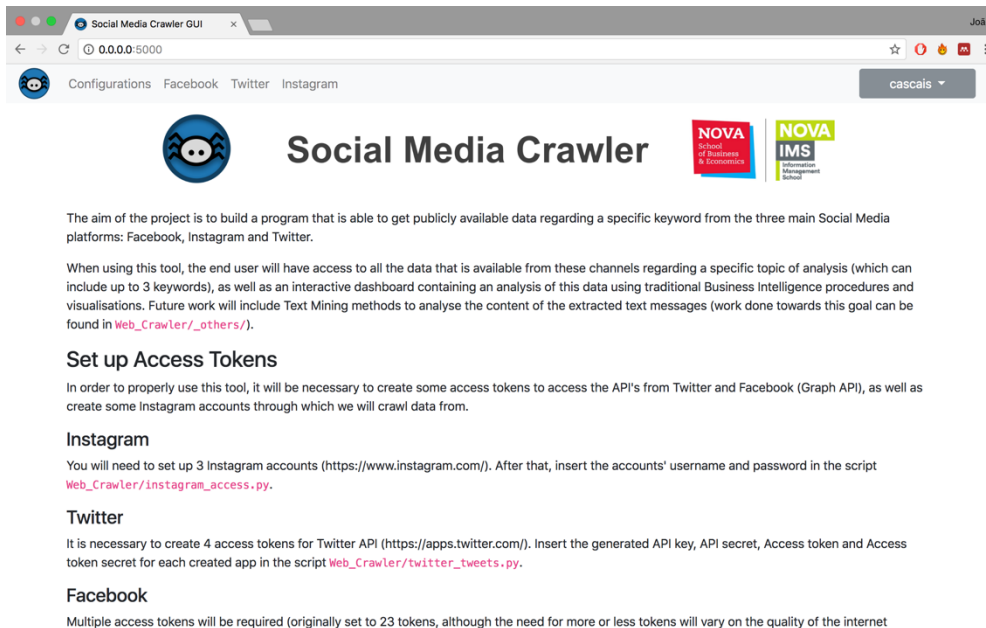 Social Media Crawler GUI
Joã
0.0.0.0:5000
Configurations Facebook Twitter Instagram
cascais
Social Media Crawler
NOVA
School
of Business
& Economics
NOVA
IMS
Information
Management
School
The aim of the project is to build a program that is able to get publicly available data regarding a specific keyword from the three main Social Media
platforms: Facebook, Instagram and Twitter.
When using this tool, the end user will have access to all the data that is available from these channels regarding a specific topic of analysis (which can
include up to 3 keywords), as well as an interactive dashboard containing an analysis of this data using traditional Business Intelligence procedures and
visualisations. Future work will include Text Mining methods to analyse the content of the extracted text messages (work done towards this goal can be
found in Web_Crawler/_others/).
Set up Access Tokens
In order to properly use this tool, it will be necessary to create some access tokens to access the API's from Twitter and Facebook (Graph API), as well as
create some Instagram accounts through which we will crawl data from.
Instagram
You will need to set up 3 Instagram accounts (https://www.instagram.com/). After that, insert the accounts' username and password in the script
Web_Crawler/instagram_access.py.
Twitter
It is necessary to create 4 access tokens for Twitter API (https://apps.twitter.com/). Insert the generated API key, API secret, Access token and Access
token secret for each created app in the script Web_Crawler/twitter_tweets.py.
Facebook
Multiple access tokens will be required (originally set to 23 tokens, although the need for more or less tokens will vary on the quality of the internet